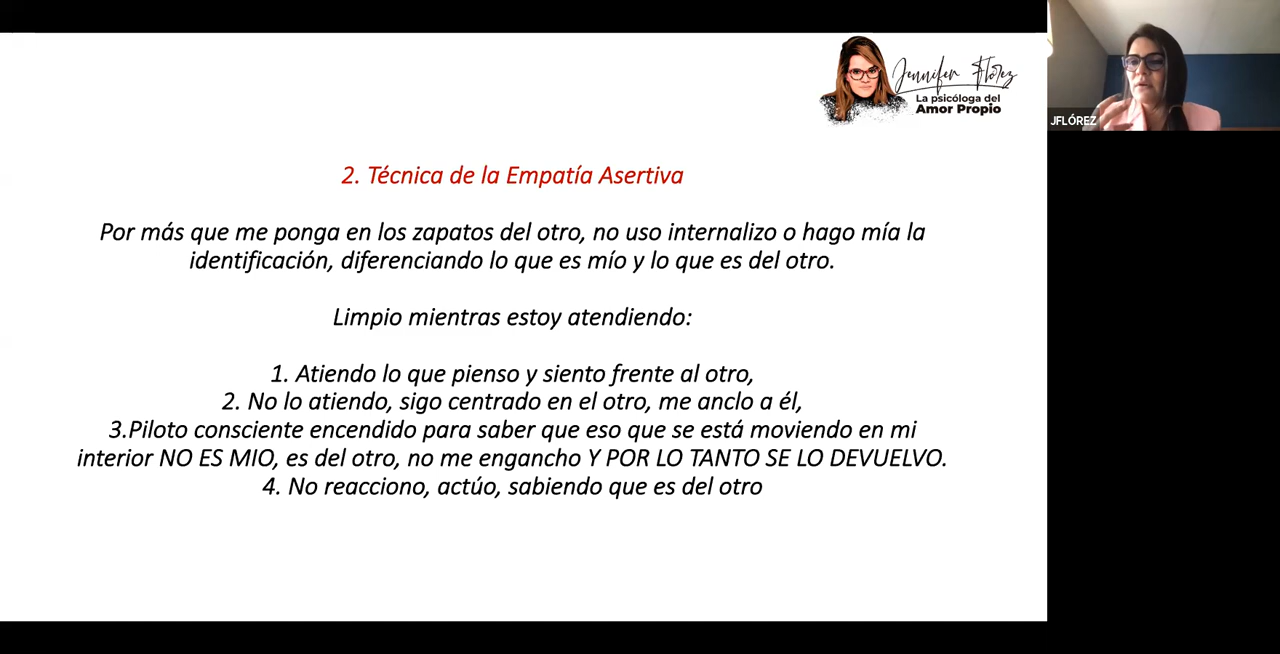 Jennifer Flórez
La psicóloga del
Amor Propio
JFLÓREZ
2. Técnica de la Empatía Asertiva
Por más que me ponga en los zapatos del otro, no uso internalizo o hago mía la
identificación, diferenciando lo que es mío y lo que es del otro.
Limpio mientras estoy atendiendo:
1. Atiendo lo que pienso y siento frente al otro,
2. No lo atiendo, sigo centrado en el otro, me anclo a él,
3.Piloto consciente encendido para saber que eso que se está moviendo en mi
interior NO ES MIO, es del otro, no me engancho Y POR LO TANTO SE LO DEVUELVO.
4. No reacciono, actúo, sabiendo que es del otro